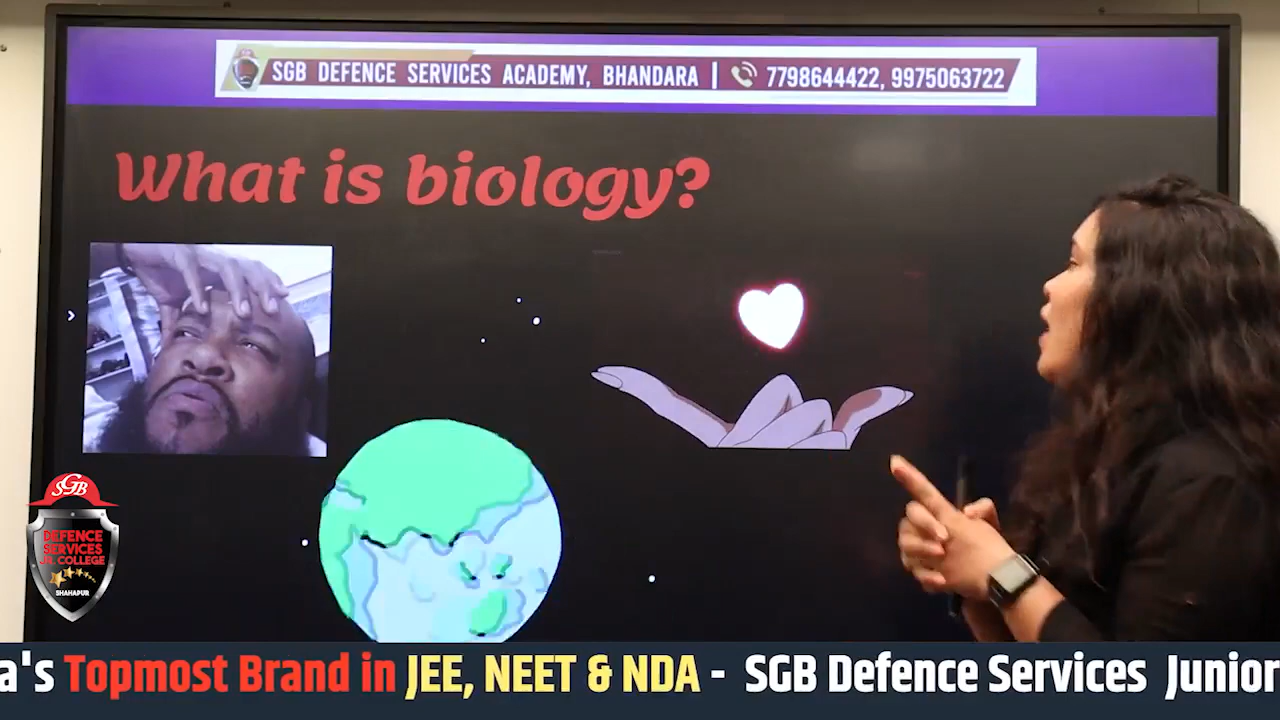 SGB DEFENCE SERVICES ACADEMY, BHANDARA | 7798644422, 9975063722
What is biology?
SGB
DEFENCE
SERVICES
JR. COLLEGE
SHAHAPUR
a's Topmost Brand in JEE, NEET & NDA - SGB Defence Services Junior